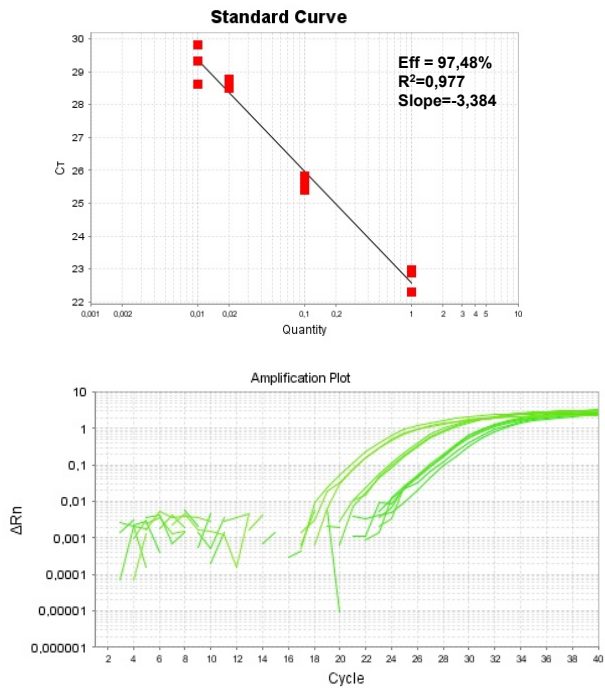 Standard Curve
Eff = 97,48%
R²=0,977
Slope=-3,384
30
29
28
27
26
25
24
23
22
CT
0,001 0,002 0,01 0,02 0,1 0,2 1 2 3 4 5 10
Quantity
Amplification Plot
10
1
0,1
0,01
0,001
0,0001
0,00001
0,000001
ΔRn
2 4 6 8 10 12 14 16 18 20 22 24 26 28 30 32 34 36 38 40
Cycle